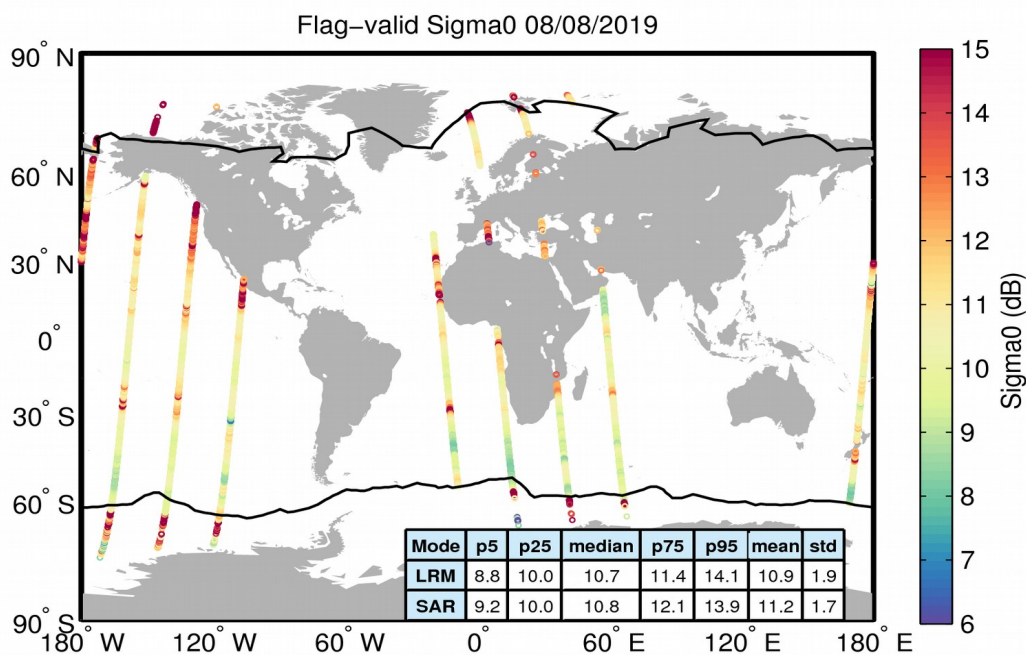 Flag-valid Sigma0 08/08/2019
90° N
60° N
30° N
0°
30° S
60° S
90° S
180° W
120° W
60° W
0°
60° E
120° E
180° E
15
14
13
12
11
10
9
8
7
6
Sigma0 (dB)
Mode p5 p25 median p75 p95 mean std
LRM 8.8 10.0 10.7 11.4 14.1 10.9 1.9
SAR 9.2 10.0 10.8 12.1 13.9 11.2 1.7